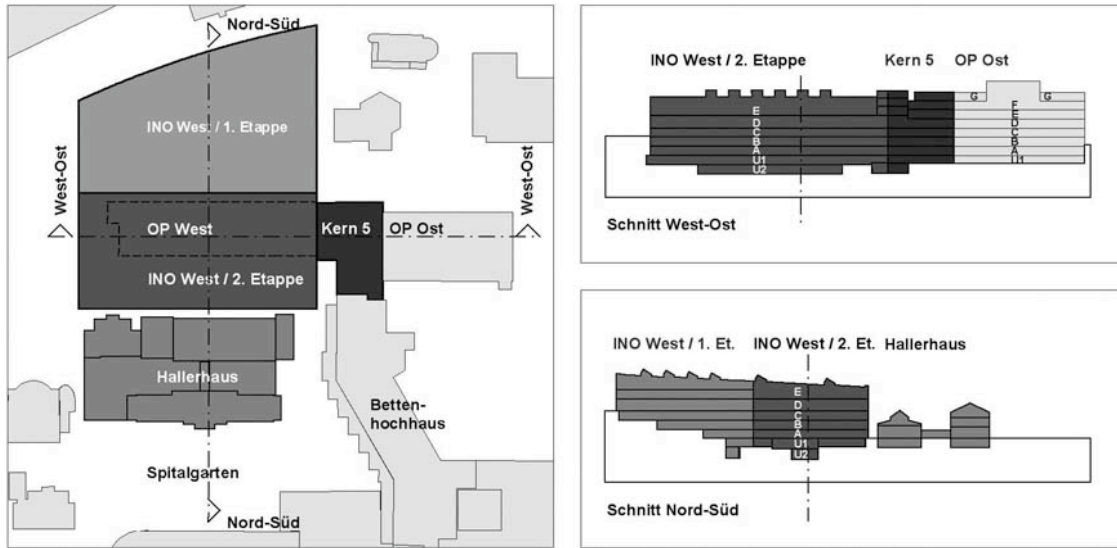 Nord-Süd
West-Ost
West-Ost
INO West / 1. Etappe
OP West
Kern 5
OP Ost
INO West / 2. Etappe
Hallerhaus
Betten-
hochhaus
Spitalgarten
Nord-Süd
INO West / 2. Etappe
Kern 5
OP Ost
E
D
C
B
A
U1
U2
G
G
F
E
D
C
B
A
U1
Schnitt West-Ost
INO West / 1. Et.
INO West / 2. Et.
Hallerhaus
E
D
C
B
A
U1
U2
Schnitt Nord-Süd